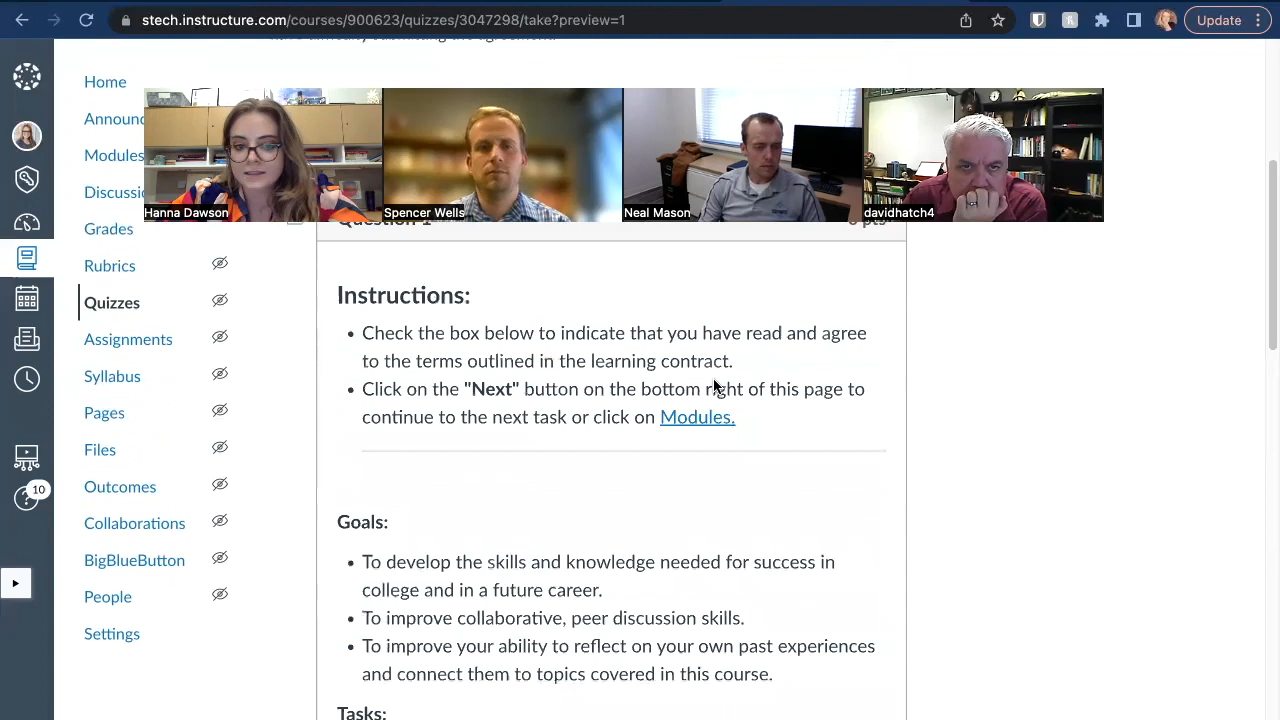 stech.instructure.com/courses/900623/quizzes/3047298/take?preview=1
Update
Home
Announ
Modules
Discussi
Grades
Rubrics
Quizzes
Assignments
Syllabus
Pages
Files
Outcomes
Collaborations
BigBlueButton
People
Settings
10
Hanna Dawson
Spencer Wells
Neal Mason
davidhatch4
Question 1
Instructions:
• Check the box below to indicate that you have read and agree
to the terms outlined in the learning contract.
• Click on the "Next" button on the bottom right of this page to
continue to the next task or click on Modules.
Goals:
• To develop the skills and knowledge needed for success in
college and in a future career.
• To improve collaborative, peer discussion skills.
• To improve your ability to reflect on your own past experiences
and connect them to topics covered in this course.
Tasks: